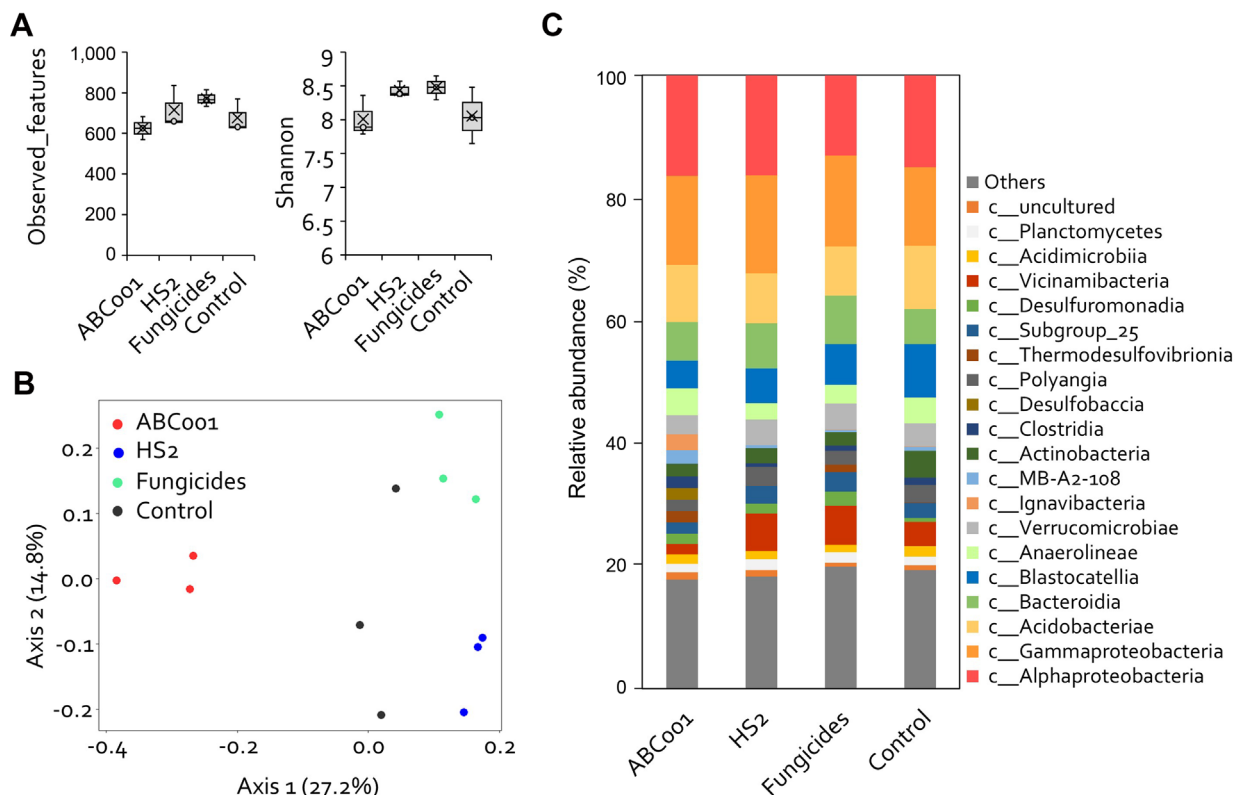 A
Observed_features
1,000
800
600
400
200
0
ABC001
HS2
Fungicides
Control
Shannon
9
8.5
8
7.5
7
6.5
6
ABC001
HS2
Fungicides
Control
B
ABC001
HS2
Fungicides
Control
Axis 2 (14.8%)
0.2
0.1
0.0
-0.1
-0.2
-0.4
-0.2
0.0
0.2
Axis 1 (27.2%)
C
Relative abundance (%)
100
80
60
40
20
0
ABC001
HS2
Fungicides
Control
Others
c__uncultured
c__Planctomycetes
c__Acidimicrobiia
c__Vicinamibacteria
c__Desulfuromonadia
c__Subgroup_25
c__Thermodesulfovibrionia
c__Polyangia
c__Desulfobaccia
c__Clostridia
c__Actinobacteria
c__MB-A2-108
c__Ignavibacteria
c__Verrucomicrobiae
c__Anaerolineae
c__Blastocatellia
c__Bacteroidia
c__Acidobacteriae
c__Gammaproteobacteria
c__Alphaproteobacteria